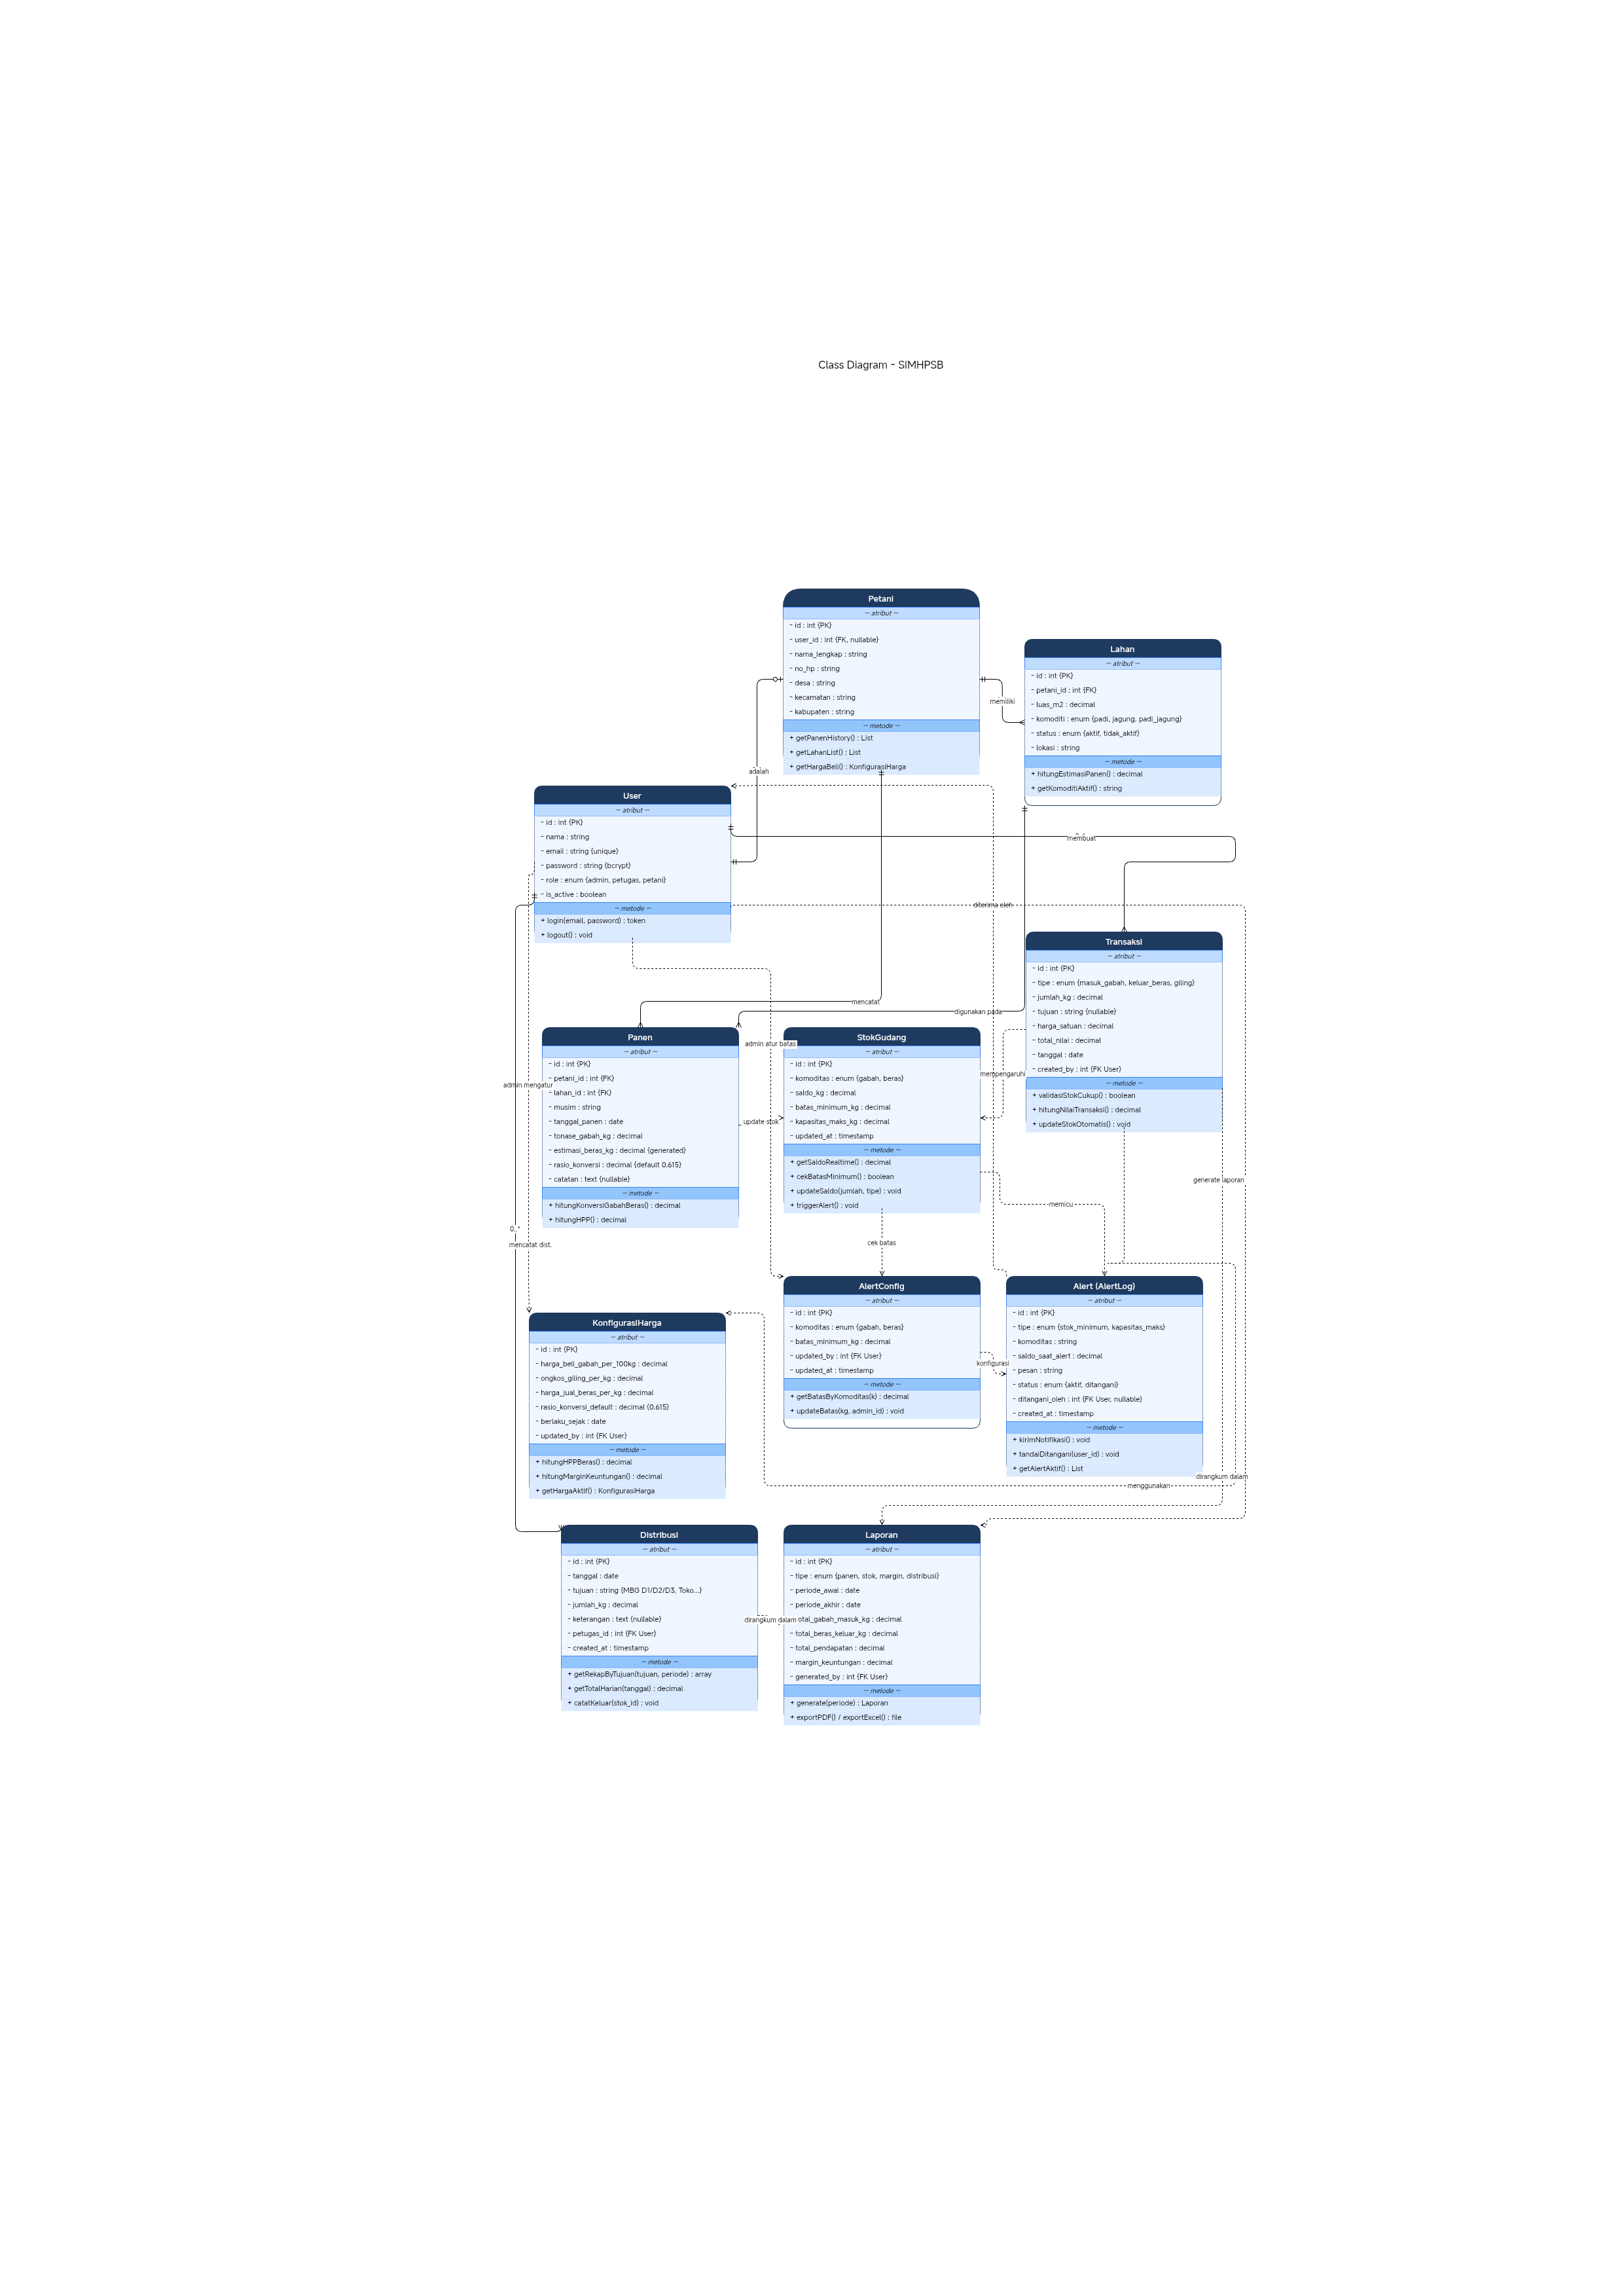 Class Diagram - SIMHPSB
Petani
— atribut —
- id : int {PK}
- user_id : int {FK, nullable}
- nama_lengkap : string
- no_hp : string
- desa : string
- kecamatan : string
- kabupaten : string
— metode —
+ getPanenHistory() : List
+ getLahanList() : List
+ getHargaBeli() : KonfigurasiHarga
Lahan
— atribut —
- id : int {PK}
- petani_id : int {FK}
- luas_m2 : decimal
- komoditi : enum {padi, jagung, padi_jagung}
- status : enum {aktif, tidak_aktif}
- lokasi : string
— metode —
+ hitungEstimasiPanen() : decimal
+ getKomoditiAktif() : string
memiliki
adalah
User
— atribut —
- id : int {PK}
- nama : string
- email : string {unique}
- password : string {bcrypt}
- role : enum {admin, petugas, petani}
- is_active : boolean
— metode —
+ login(email, password) : token
+ logout() : void
membuat
diterima oleh
Transaksi
— atribut —
- id : int {PK}
- tipe : enum {masuk_gabah, keluar_beras, giling}
- jumlah_kg : decimal
- tujuan : string {nullable}
- harga_satuan : decimal
- total_nilai : decimal
- tanggal : date
- created_by : int {FK User}
— metode —
+ validasiStokCukup() : boolean
+ hitungNilaiTransaksi() : decimal
+ updateStokOtomatis() : void
mencatat
digunakan pada
Panen
— atribut —
- id : int {PK}
- petani_id : int {FK}
- lahan_id : int {FK}
- musim : string
- tanggal_panen : date
- tonase_gabah_kg : decimal
- estimasi_beras_kg : decimal {generated}
- rasio_konversi : decimal {default 0.615}
- catatan : text {nullable}
— metode —
+ hitungKonversiGabahBeras() : decimal
+ hitungHPP() : decimal
admin atur batas
StokGudang
— atribut —
- id : int {PK}
- komoditas : enum {gabah, beras}
- saldo_kg : decimal
- batas_minimum_kg : decimal
- kapasitas_maks_kg : decimal
- updated_at : timestamp
— metode —
+ getSaldoRealtime() : decimal
+ cekBatasMinimum() : boolean
+ updateSaldo(jumlah, tipe) : void
+ triggerAlert() : void
mempengaruhi
admin mengatur
update stok
generate laporan
memicu
0..*
mencatat dist.
cek batas
AlertConfig
— atribut —
- id : int {PK}
- komoditas : enum {gabah, beras}
- batas_minimum_kg : decimal
- updated_by : int {FK User}
- updated_at : timestamp
— metode —
+ getBatasByKomoditas(k) : decimal
+ updateBatas(kg, admin_id) : void
konfigurasi
Alert (AlertLog)
— atribut —
- id : int {PK}
- tipe : enum {stok_minimum, kapasitas_maks}
- komoditas : string
- saldo_saat_alert : decimal
- pesan : string
- status : enum {aktif, ditangani}
- ditangani_oleh : int {FK User, nullable}
- created_at : timestamp
— metode —
+ kirimNotifikasi() : void
+ tandaiDitangani(user_id) : void
+ getAlertAktif() : List
KonfigurasiHarga
— atribut —
- id : int {PK}
- harga_beli_gabah_per_100kg : decimal
- ongkos_giling_per_kg : decimal
- harga_jual_beras_per_kg : decimal
- rasio_konversi_default : decimal {0.615}
- berlaku_sejak : date
- updated_by : int {FK User}
— metode —
+ hitungHPPBeras() : decimal
+ hitungMarginKeuntungan() : decimal
+ getHargaAktif() : KonfigurasiHarga
dirangkum dalam
menggunakan
Distribusi
— atribut —
- id : int {PK}
- tanggal : date
- tujuan : string {MBG D1/D2/D3, Toko...}
- jumlah_kg : decimal
- keterangan : text {nullable}
- petugas_id : int {FK User}
- created_at : timestamp
— metode —
+ getRekapByTujuan(tujuan, periode) : array
+ getTotalHarian(tanggal) : decimal
+ catatKeluar(stok_id) : void
dirangkum dalam
Laporan
— atribut —
- id : int {PK}
- tipe : enum {panen, stok, margin, distribusi}
- periode_awal : date
- periode_akhir : date
otal_gabah_masuk_kg : decimal
- total_beras_keluar_kg : decimal
- total_pendapatan : decimal
- margin_keuntungan : decimal
- generated_by : int {FK User}
— metode —
+ generate(periode) : Laporan
+ exportPDF() / exportExcel() : file